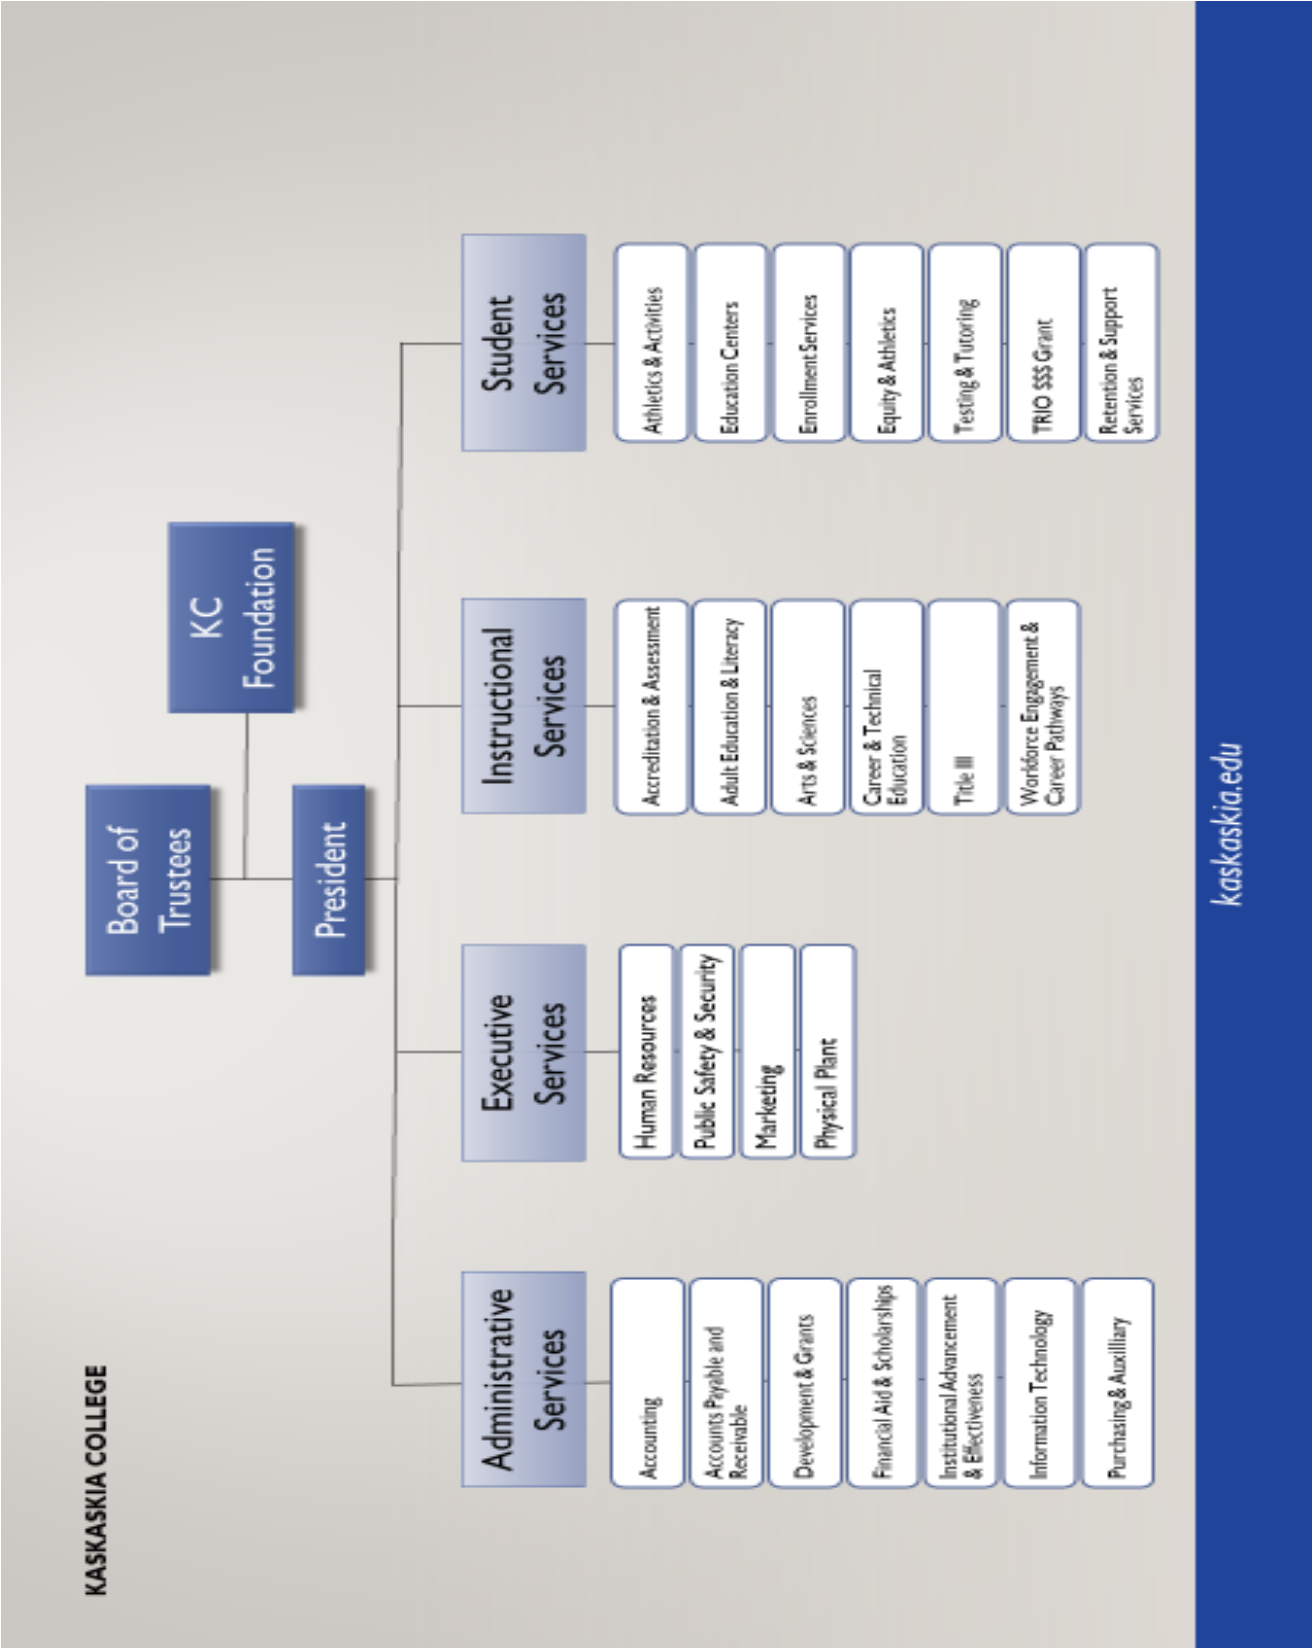 KASKASKIA COLLEGE
Board of
Trustees
KC
Foundation
President
Administrative
Services
Accounting
Accounts Payable and
Receivable
Development & Grants
Financial Aid & Scholarships
Institutional Advancement
& Effectiveness
Information Technology
Purchasing & Auxilliary
Executive
Services
Human Resources
Public Safety & Security
Marketing
Physical Plant
Instructional
Services
Accreditation & Assessment
Adult Education & Literacy
Arts & Sciences
Career & Technical
Education
Title III
Workforce Engagement &
Career Pathways
Student
Services
Athletics & Activities
Education Centers
Enrollment Services
Equity & Athletics
Testing & Tutoring
TRIO SSS Grant
Retention & Support
Services
kaskaskia.edu